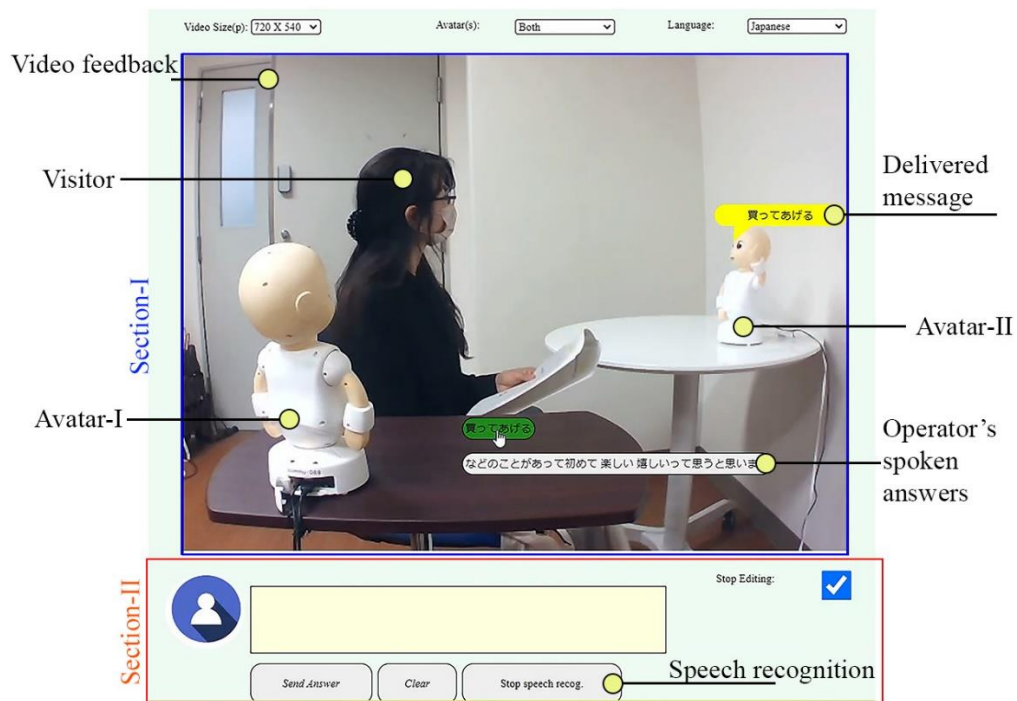 Video Size(p): 720 X 540 Avatar(s): Both Language: Japanese
Video feedback
Visitor
Delivered
message
買ってあげる
Section-I
Avatar-II
Avatar-I
買ってあげる
Operator's
spoken
answers
などのことがあって初めて 楽しい 嬉しいって思うと思いま
Section-II
Stop Editing:
Speech recognition
Send Answer Clear Stop speech recog.